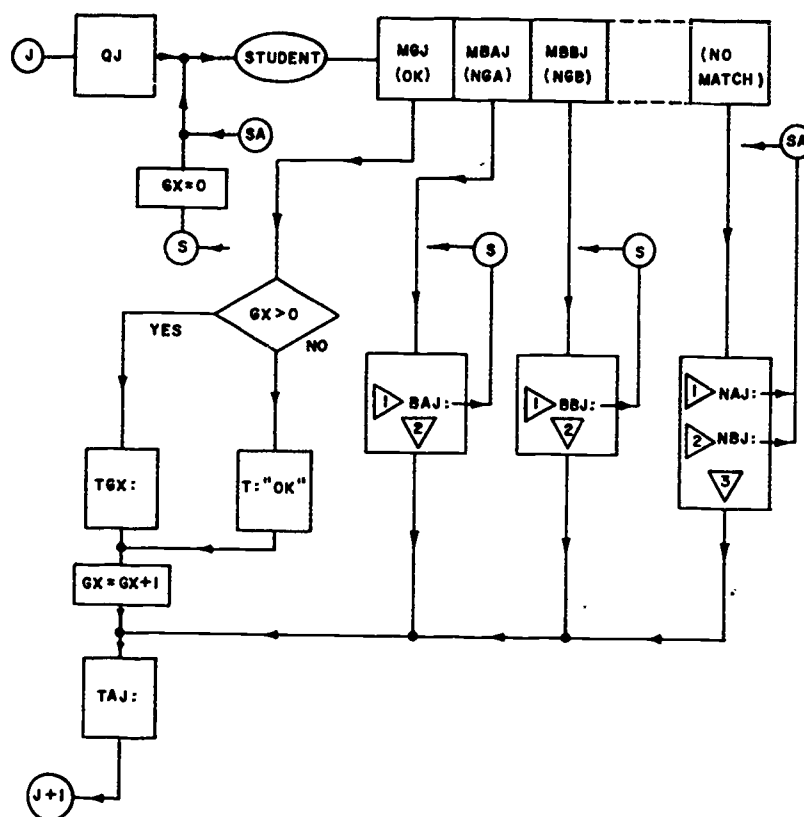 J
QJ
STUDENT
MGJ
(OK)
MBAJ
(NGA)
MBBJ
(NGB)
(NO
MATCH)
SA
SA
GX=0
S
S
S
GX>0
YES
NO
1
BAJ:
2
1
BBJ:
2
1
NAJ:
2
NBJ:
3
TGX:
T:"OK"
GX=GX+1
TAJ:
J+1